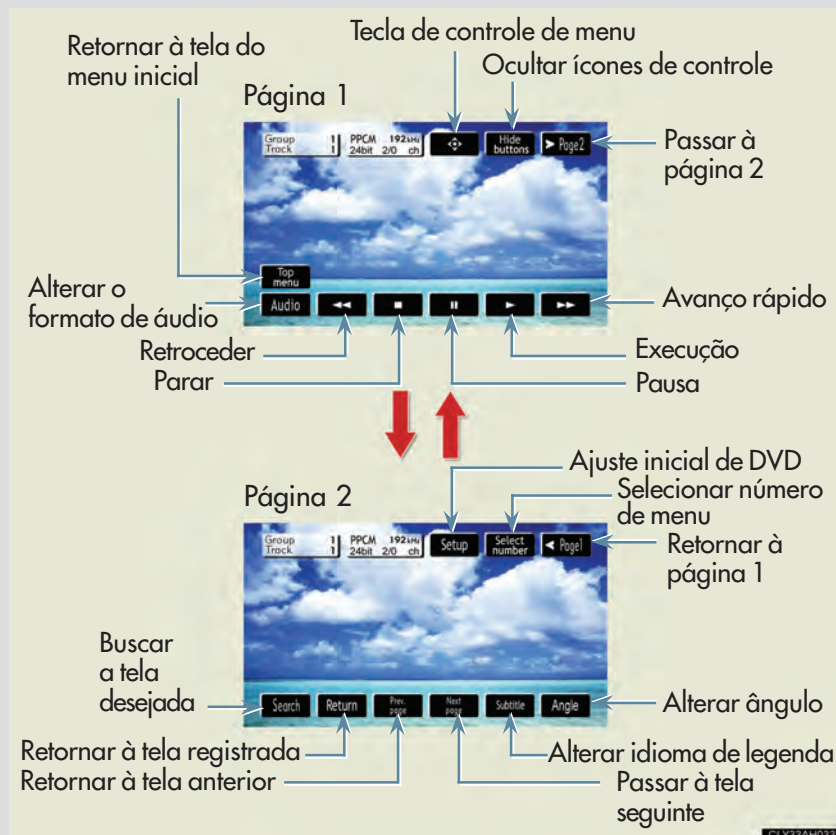 Tecla de controle de menu
Retornar à tela do
menu inicial
Ocultar ícones de controle
Página 1
Group 1
Track 1
PPCM 192kHz
24bit 2/0 ch
Hide
buttons
Page2
Passar à
página 2
Top
menu
Alterar o
formato de áudio
Audio
Avanço rápido
Retroceder
Execução
Parar
Pausa
Ajuste inicial de DVD
Página 2
Selecionar número
de menu
Group 1
Track 1
PPCM 192kHz
24bit 2/0 ch
Setup
Select
number
Page1
Retornar à
página 1
Buscar
a tela
desejada
Search
Return
Prev.
page
Next
page
Subtitle
Angle
Alterar ângulo
Retornar à tela registrada
Alterar idioma de legenda
Retornar à tela anterior
Passar à tela
seguinte